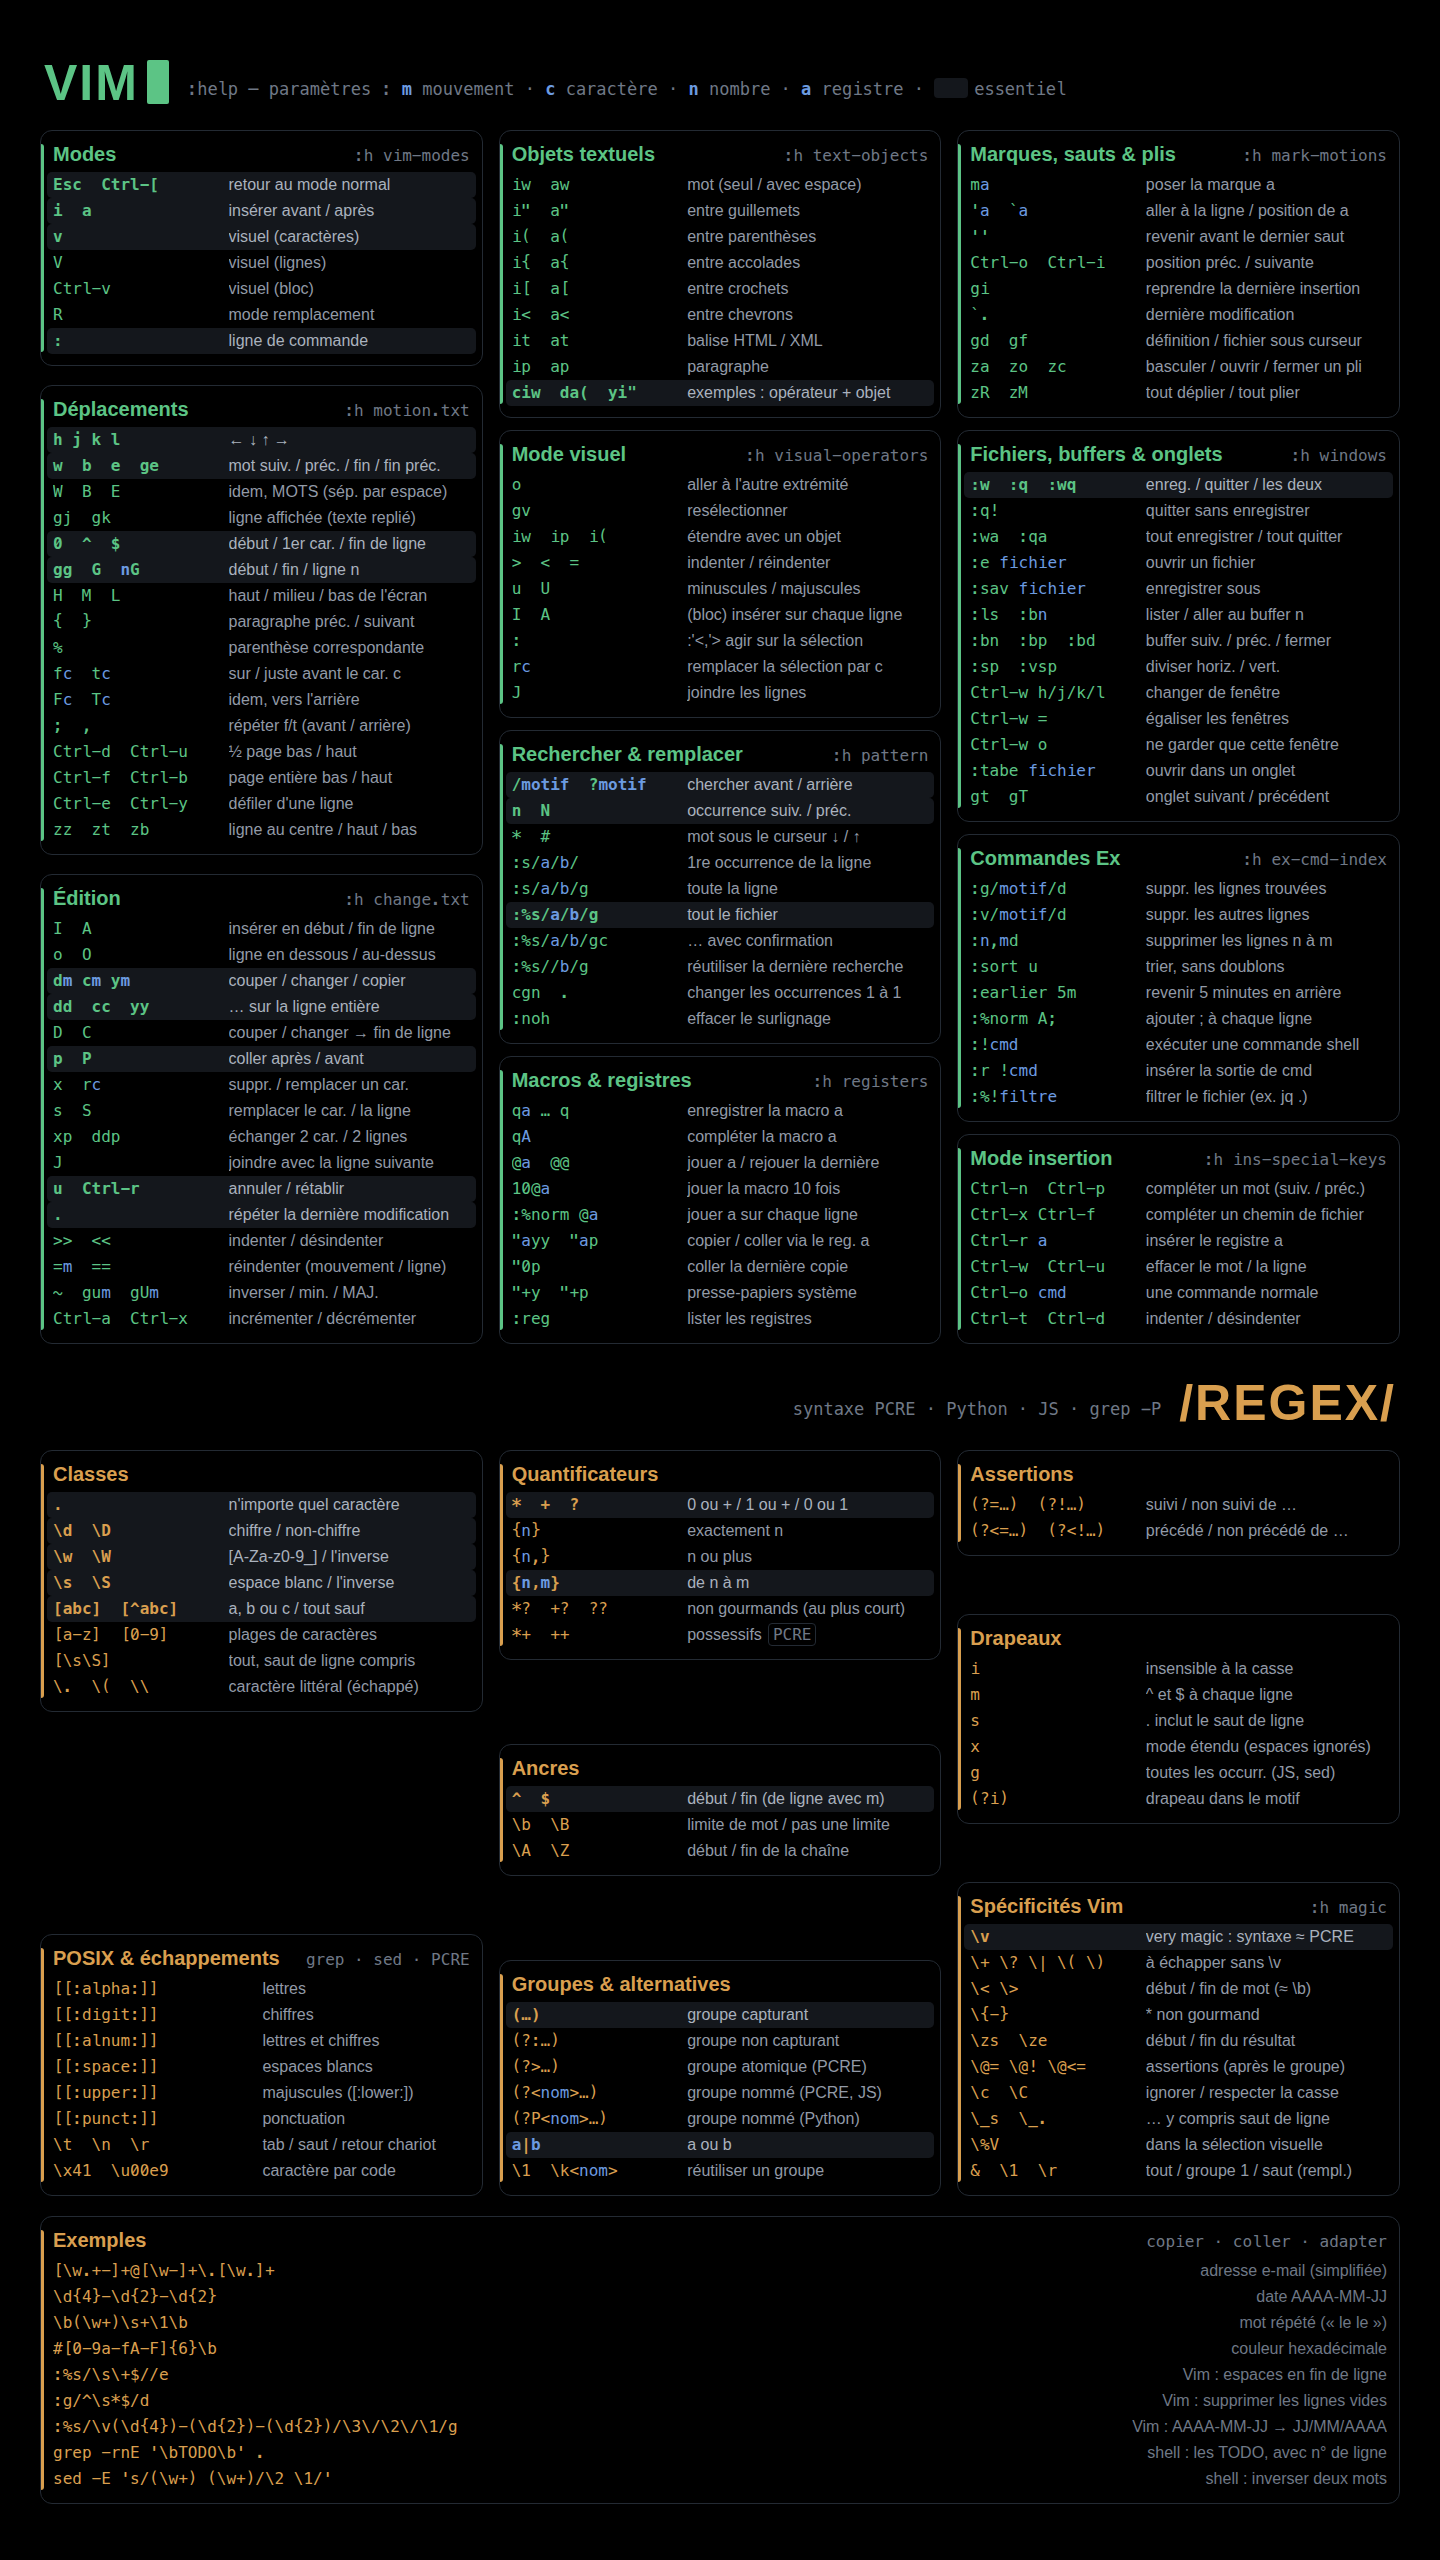 VIM :help – paramètres : m mouvement · c caractère · n nombre · a registre · essentiel
Modes :h vim-modes
Esc Ctrl-[ retour au mode normal
i a insérer avant / après
v visuel (caractères)
V visuel (lignes)
Ctrl-v visuel (bloc)
R mode remplacement
: ligne de commande
Déplacements :h motion.txt
h j k l ← ↓ ↑ →
w b e ge mot suiv. / préc. / fin / fin préc.
W B E idem, MOTS (sép. par espace)
gj gk ligne affichée (texte replié)
0 ^ $ début / 1er car. / fin de ligne
gg G nG début / fin / ligne n
H M L haut / milieu / bas de l'écran
{ } paragraphe préc. / suivant
% parenthèse correspondante
fc tc sur / juste avant le car. c
Fc Tc idem, vers l'arrière
; , répéter f/t (avant / arrière)
Ctrl-d Ctrl-u ½ page bas / haut
Ctrl-f Ctrl-b page entière bas / haut
Ctrl-e Ctrl-y défiler d'une ligne
zz zt zb ligne au centre / haut / bas
Édition :h change.txt
I A insérer en début / fin de ligne
o O ligne en dessous / au-dessus
dm cm ym couper / changer / copier
dd cc yy … sur la ligne entière
D C couper / changer → fin de ligne
p P coller après / avant
x rc suppr. / remplacer un car.
s S remplacer le car. / la ligne
xp ddp échanger 2 car. / 2 lignes
J joindre avec la ligne suivante
u Ctrl-r annuler / rétablir
. répéter la dernière modification
>> << indenter / désindenter
=m == réindenter (mouvement / ligne)
~ gum gUm inverser / min. / MAJ.
Ctrl-a Ctrl-x incrémenter / décrémenter
Objets textuels :h text-objects
iw aw mot (seul / avec espace)
i" a" entre guillemets
i( a( entre parenthèses
i{ a{ entre accolades
i[ a[ entre crochets
i< a< entre chevrons
it at balise HTML / XML
ip ap paragraphe
ciw da( yi" exemples : opérateur + objet
Mode visuel :h visual-operators
o aller à l'autre extrémité
gv resélectionner
iw ip i( étendre avec un objet
> < = indenter / réindenter
u U minuscules / majuscules
I A (bloc) insérer sur chaque ligne
: :'<,'> agir sur la sélection
rc remplacer la sélection par c
J joindre les lignes
Rechercher & remplacer :h pattern
/motif ?motif chercher avant / arrière
n N occurrence suiv. / préc.
* # mot sous le curseur ↓ / ↑
:s/a/b/ 1re occurrence de la ligne
:s/a/b/g toute la ligne
:%s/a/b/g tout le fichier
:%s/a/b/gc … avec confirmation
:%s//b/g réutiliser la dernière recherche
cgn . changer les occurrences 1 à 1
:noh effacer le surlignage
Macros & registres :h registers
qa … q enregistrer la macro a
qA compléter la macro a
@a @@ jouer a / rejouer la dernière
10@a jouer la macro 10 fois
:%norm @a jouer a sur chaque ligne
"ayy "ap copier / coller via le reg. a
"0p coller la dernière copie
"+y "+p presse-papiers système
:reg lister les registres
Marques, sauts & plis :h mark-motions
ma poser la marque a
'a `a aller à la ligne / position de a
'' revenir avant le dernier saut
Ctrl-o Ctrl-i position préc. / suivante
gi reprendre la dernière insertion
`. dernière modification
gd gf définition / fichier sous curseur
za zo zc basculer / ouvrir / fermer un pli
zR zM tout déplier / tout plier
Fichiers, buffers & onglets :h windows
:w :q :wq enreg. / quitter / les deux
:q! quitter sans enregistrer
:wa :qa tout enregistrer / tout quitter
:e fichier ouvrir un fichier
:sav fichier enregistrer sous
:ls :bn lister / aller au buffer n
:bn :bp :bd buffer suiv. / préc. / fermer
:sp :vsp diviser horiz. / vert.
Ctrl-w h/j/k/l changer de fenêtre
Ctrl-w = égaliser les fenêtres
Ctrl-w o ne garder que cette fenêtre
:tabe fichier ouvrir dans un onglet
gt gT onglet suivant / précédent
Commandes Ex :h ex-cmd-index
:g/motif/d suppr. les lignes trouvées
:v/motif/d suppr. les autres lignes
:n,md supprimer les lignes n à m
:sort u trier, sans doublons
:earlier 5m revenir 5 minutes en arrière
:%norm A; ajouter ; à chaque ligne
:!cmd exécuter une commande shell
:r !cmd insérer la sortie de cmd
:%!filtre filtrer le fichier (ex. jq .)
Mode insertion :h ins-special-keys
Ctrl-n Ctrl-p compléter un mot (suiv. / préc.)
Ctrl-x Ctrl-f compléter un chemin de fichier
Ctrl-r a insérer le registre a
Ctrl-w Ctrl-u effacer le mot / la ligne
Ctrl-o cmd une commande normale
Ctrl-t Ctrl-d indenter / désindenter
syntaxe PCRE · Python · JS · grep -P /REGEX/
Classes
. n'importe quel caractère
\d \D chiffre / non-chiffre
\w \W [A-Za-z0-9_] / l'inverse
\s \S espace blanc / l'inverse
[abc] [^abc] a, b ou c / tout sauf
[a-z] [0-9] plages de caractères
[\s\S] tout, saut de ligne compris
\. \( \\ caractère littéral (échappé)
POSIX & échappements grep · sed · PCRE
[[:alpha:]] lettres
[[:digit:]] chiffres
[[:alnum:]] lettres et chiffres
[[:space:]] espaces blancs
[[:upper:]] majuscules ([:lower:])
[[:punct:]] ponctuation
\t \n \r tab / saut / retour chariot
\x41 \u00e9 caractère par code
Quantificateurs
* + ? 0 ou + / 1 ou + / 0 ou 1
{n} exactement n
{n,} n ou plus
{n,m} de n à m
*? +? ?? non gourmands (au plus court)
*+ ++ possessifs PCRE
Ancres
^ $ début / fin (de ligne avec m)
\b \B limite de mot / pas une limite
\A \Z début / fin de la chaîne
Groupes & alternatives
(…) groupe capturant
(?:…) groupe non capturant
(?>…) groupe atomique (PCRE)
(?<nom>…) groupe nommé (PCRE, JS)
(?P<nom>…) groupe nommé (Python)
a|b a ou b
\1 \k<nom> réutiliser un groupe
Assertions
(?=…) (?!…) suivi / non suivi de …
(?<=…) (?<!…) précédé / non précédé de …
Drapeaux
i insensible à la casse
m ^ et $ à chaque ligne
s . inclut le saut de ligne
x mode étendu (espaces ignorés)
g toutes les occurr. (JS, sed)
(?i) drapeau dans le motif
Spécificités Vim :h magic
\v very magic : syntaxe ≈ PCRE
\+ \? \| \( \) à échapper sans \v
\< \> début / fin de mot (≈ \b)
\{-} * non gourmand
\zs \ze début / fin du résultat
\@= \@! \@<= assertions (après le groupe)
\c \C ignorer / respecter la casse
\_s \_. … y compris saut de ligne
\%V dans la sélection visuelle
& \1 \r tout / groupe 1 / saut (rempl.)
Exemples copier · coller · adapter
[\w.+-]+@[\w-]+\.[\w.]+ adresse e-mail (simplifiée)
\d{4}-\d{2}-\d{2} date AAAA-MM-JJ
\b(\w+)\s+\1\b mot répété (« le le »)
#[0-9a-fA-F]{6}\b couleur hexadécimale
:%s/\s\+$//e Vim : espaces en fin de ligne
:g/^\s*$/d Vim : supprimer les lignes vides
:%s/\v(\d{4})-(\d{2})-(\d{2})/\3\/\2\/\1/g Vim : AAAA-MM-JJ → JJ/MM/AAAA
grep -rnE '\bTODO\b' . shell : les TODO, avec n° de ligne
sed -E 's/(\w+) (\w+)/\2 \1/' shell : inverser deux mots